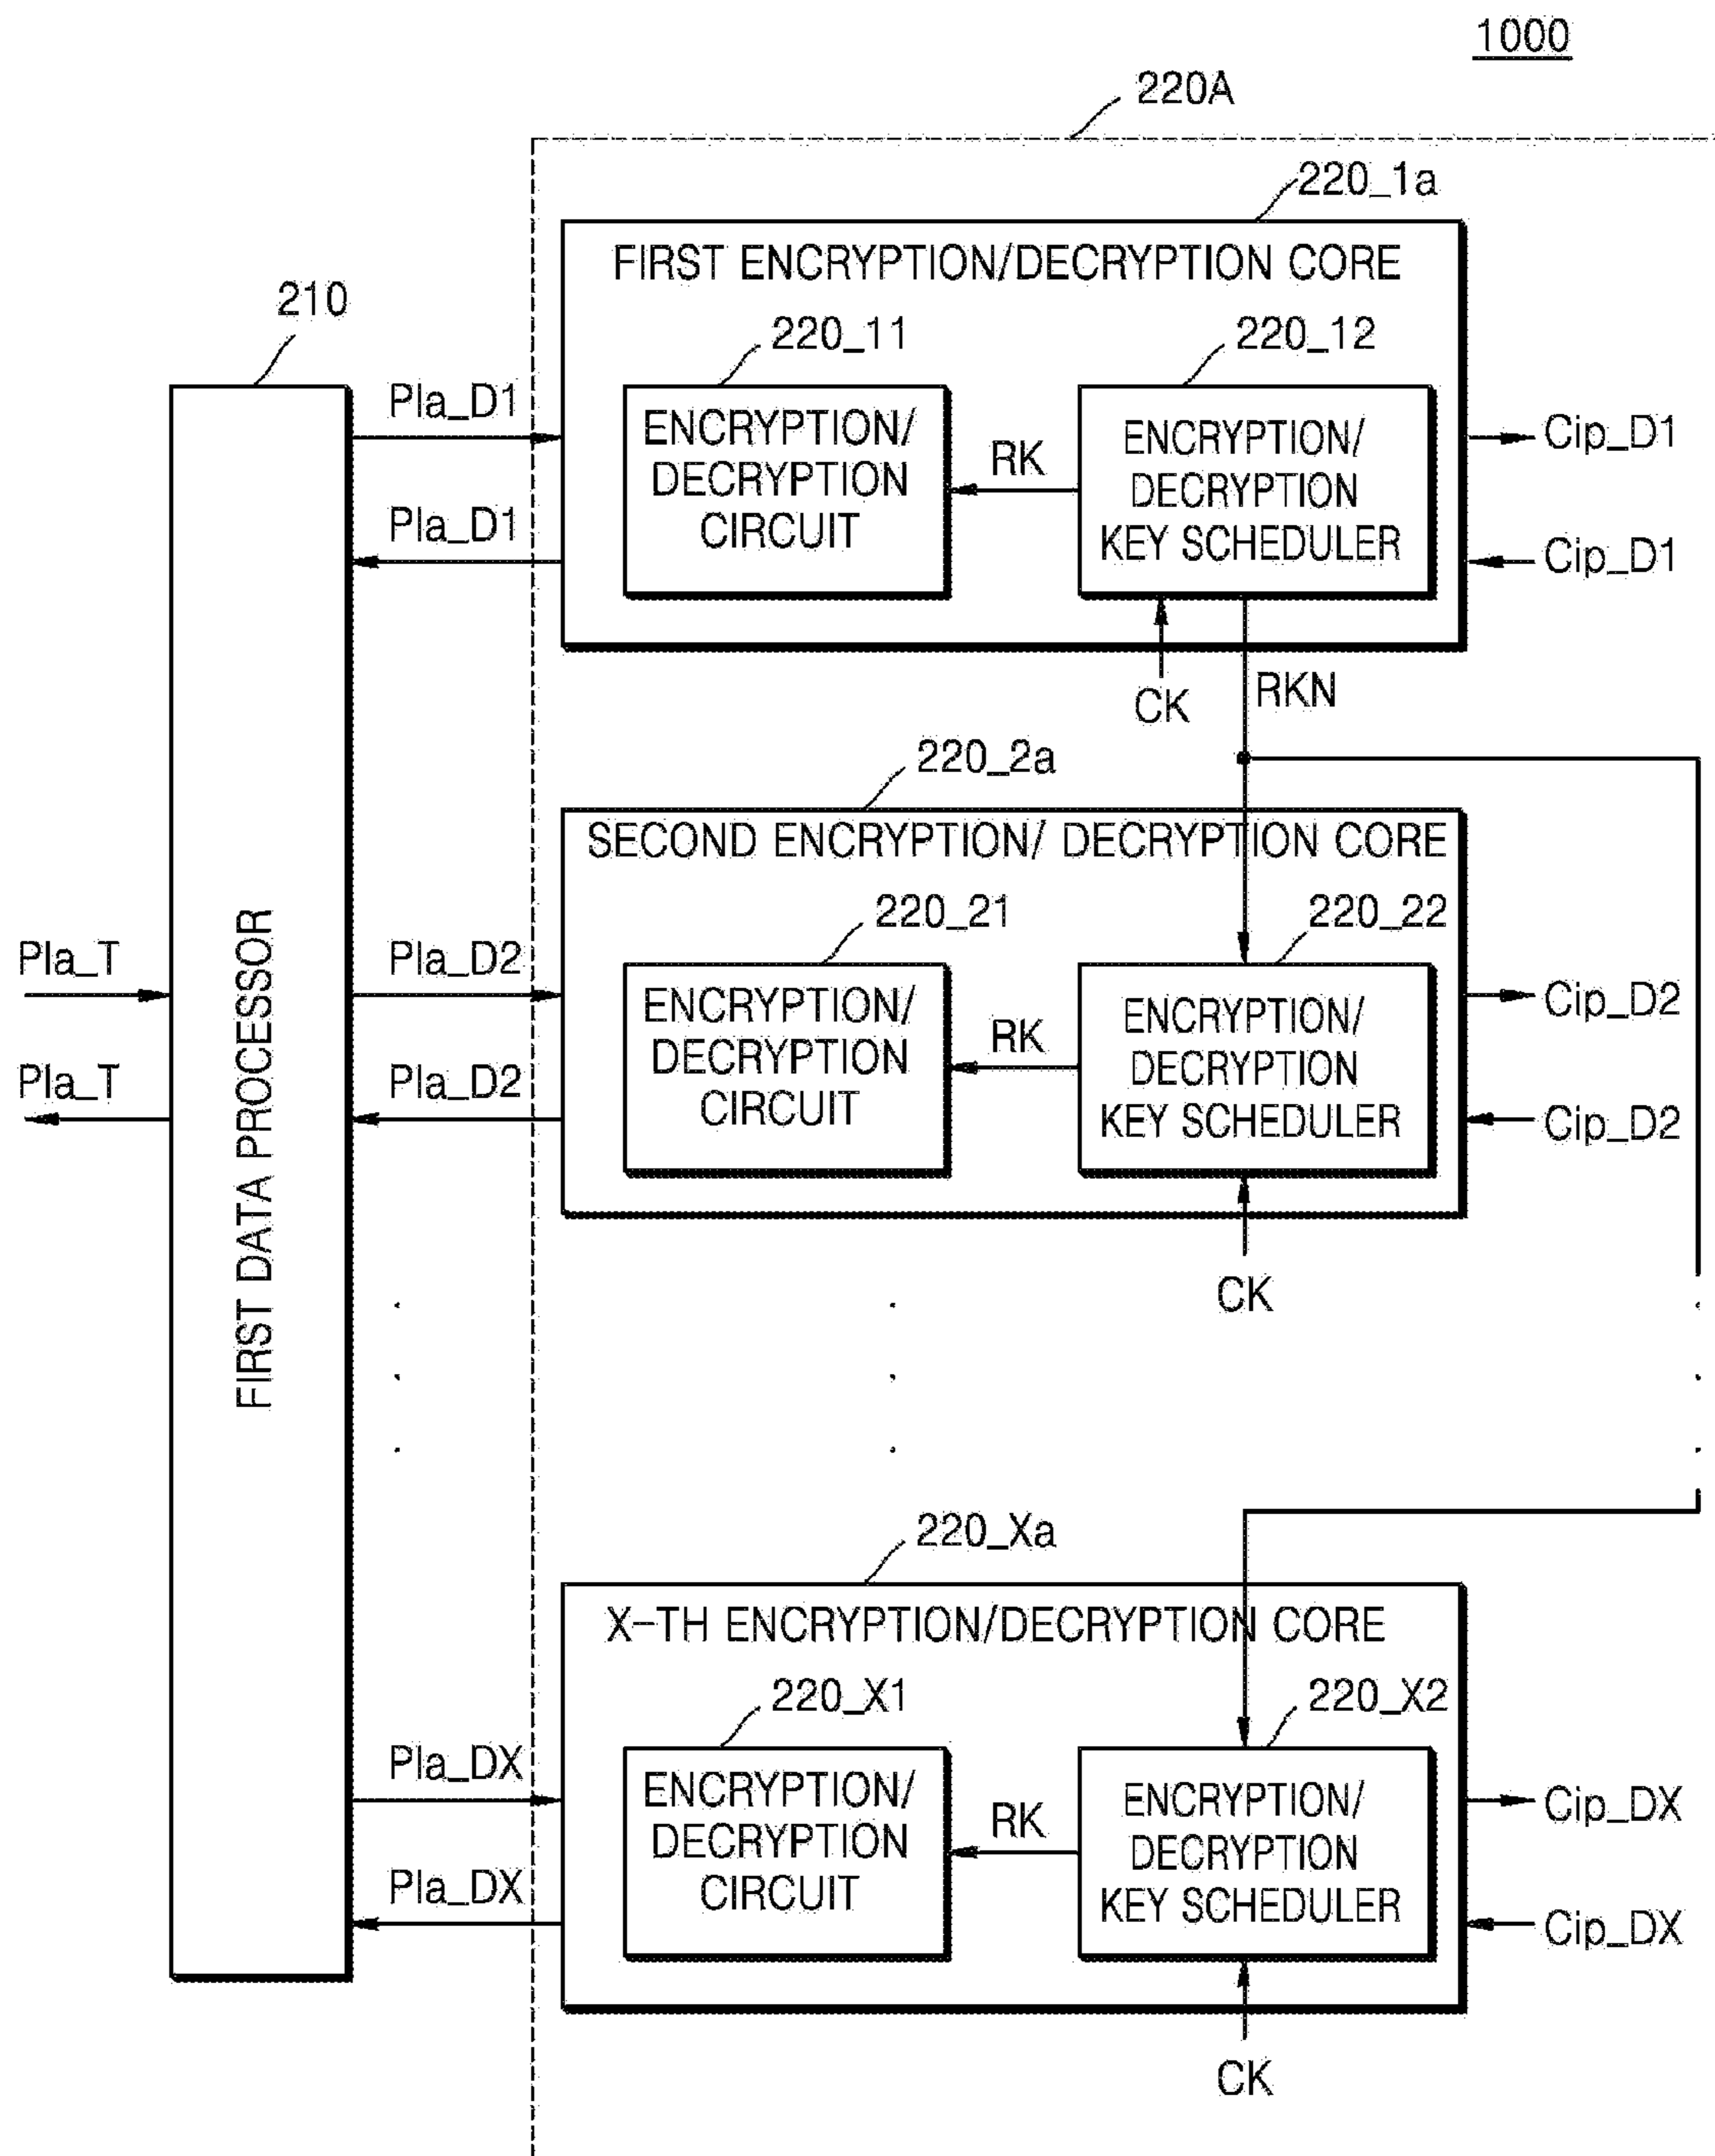 1000
220A
220_1a
FIRST ENCRYPTION/DECRYPTION CORE
210
220_11
220_12
Pla_D1
ENCRYPTION/
DECRYPTION
CIRCUIT
RK
ENCRYPTION/
DECRYPTION
KEY SCHEDULER
Cip_D1
Pla_D1
Cip_D1
CK
RKN
220_2a
SECOND ENCRYPTION/ DECRYPTION CORE
220_21
220_22
Pla_T
Pla_T
FIRST DATA PROCESSOR
Pla_D2
ENCRYPTION/
DECRYPTION
CIRCUIT
RK
ENCRYPTION/
DECRYPTION
KEY SCHEDULER
Cip_D2
Pla_D2
Cip_D2
CK
220_Xa
X-TH ENCRYPTION/DECRYPTION CORE
220_X1
220_X2
Pla_DX
ENCRYPTION/
DECRYPTION
CIRCUIT
RK
ENCRYPTION/
DECRYPTION
KEY SCHEDULER
Cip_DX
Pla_DX
Cip_DX
CK